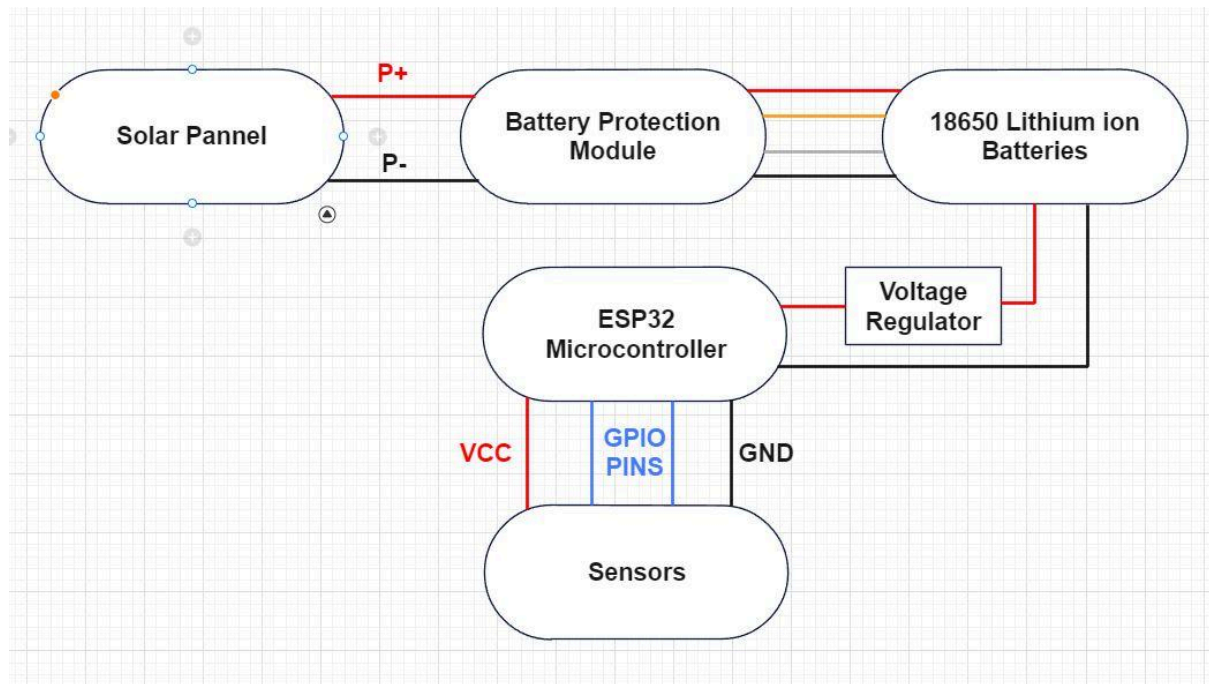 P+
Solar Pannel
P-
Battery Protection
Module
18650 Lithium ion
Batteries
Voltage
Regulator
ESP32
Microcontroller
VCC
GPIO
PINS
GND
Sensors